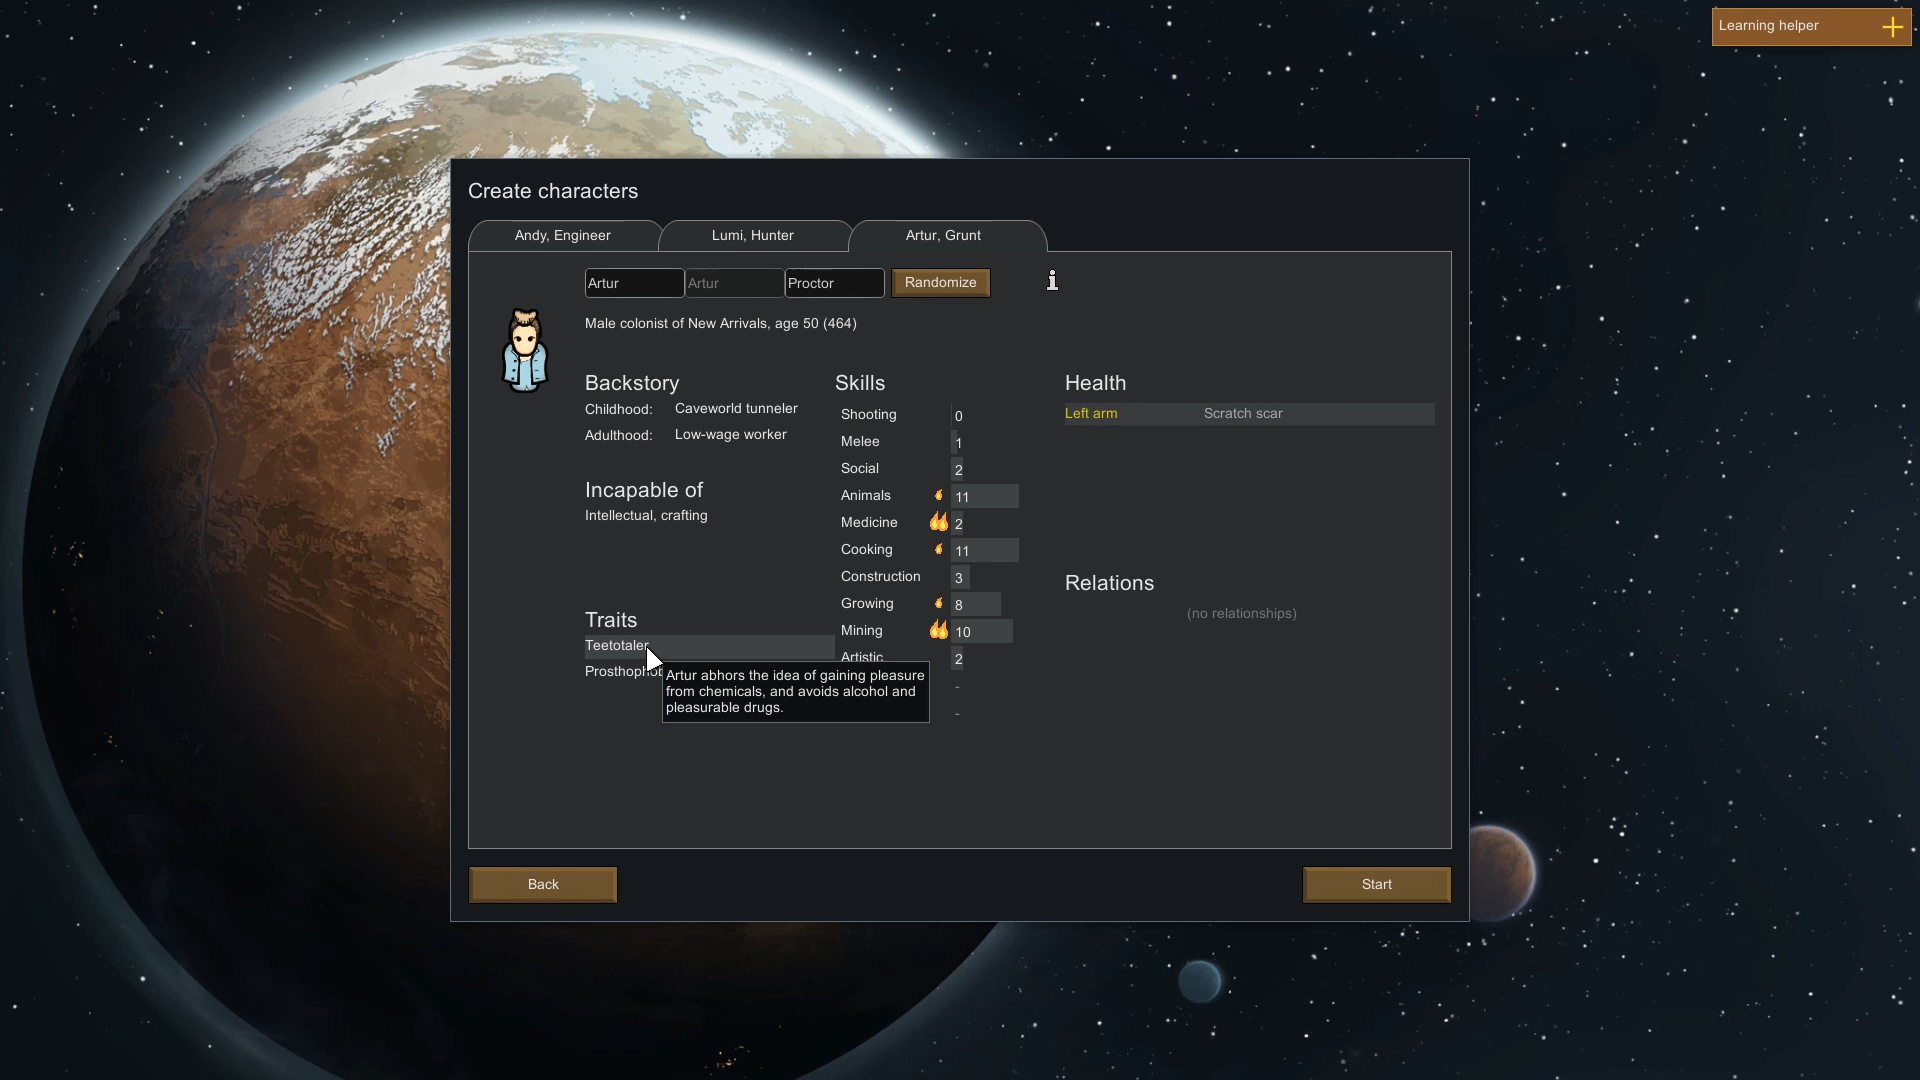 Learning helper
Create characters
Andy, Engineer
Lumi, Hunter
Artur, Grunt
Artur
Artur
Proctor
Randomize
Male colonist of New Arrivals, age 50 (464)
Backstory
Childhood: Caveworld tunneler
Adulthood: Low-wage worker
Incapable of
Intellectual, crafting
Traits
Teetotaler
Artur abhors the idea of gaining pleasure
from chemicals, and avoids alcohol and
pleasurable drugs.
Skills
Shooting 0
Melee 1
Social 2
Animals 11
Medicine 2
Cooking 11
Construction 3
Growing 8
Mining 10
Artistic 2
-
-
Health
Left arm Scratch scar
Relations
(no relationships)
Back
Start